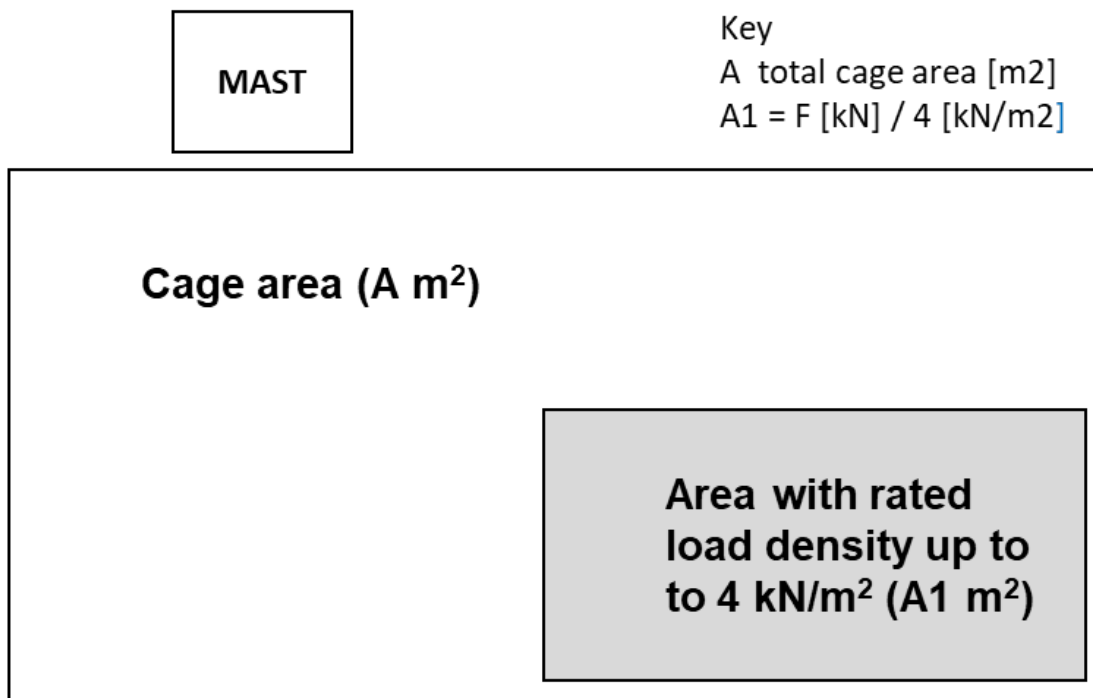 MAST
Key
A total cage area [m2]
A1 = F [kN] / 4 [kN/m2]
Cage area (A m²)
Area with rated
load density up to
to 4 kN/m² (A1 m²)